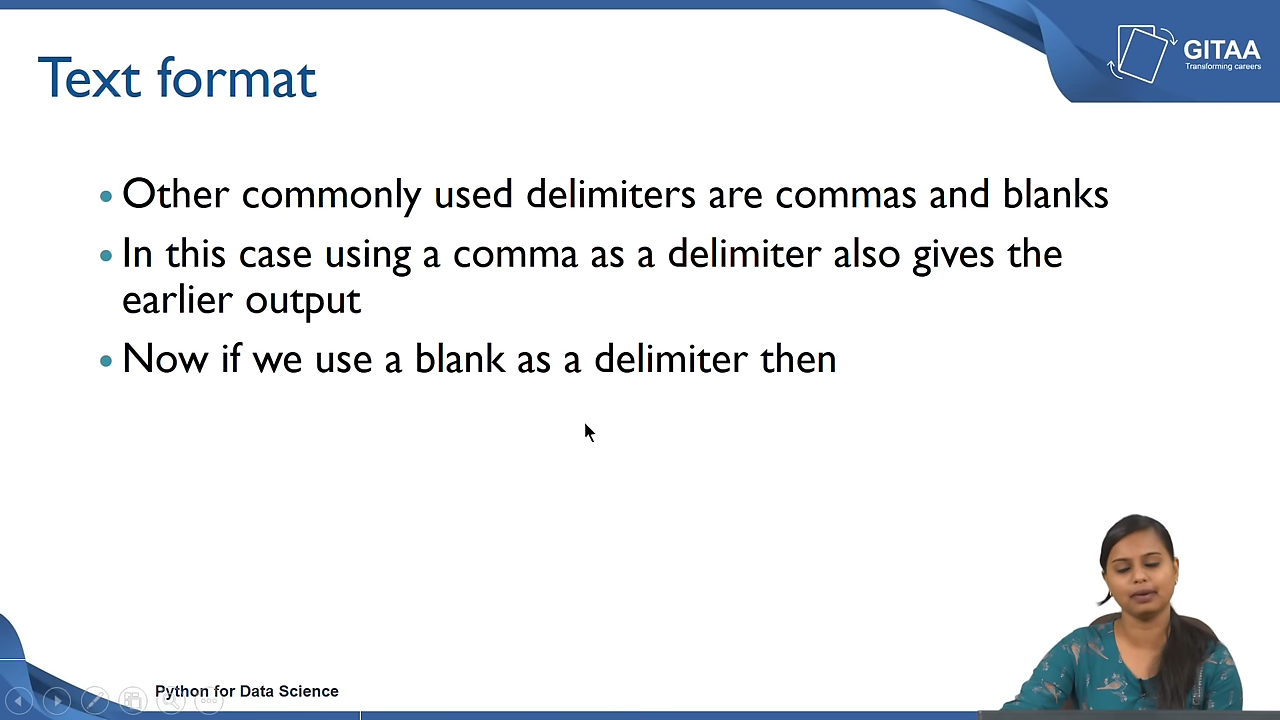 GITAA
Transforming careers
Text format
• Other commonly used delimiters are commas and blanks
• In this case using a comma as a delimiter also gives the
earlier output
• Now if we use a blank as a delimiter then
Python for Data Science